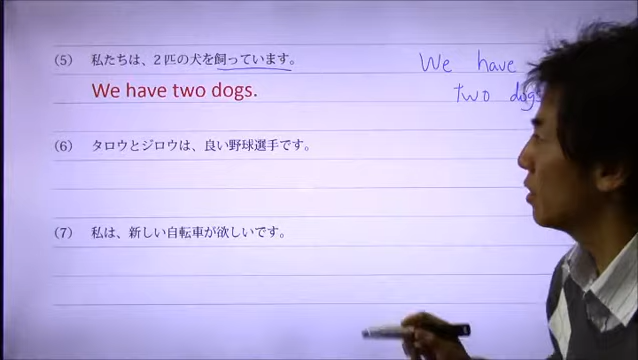 (5) 私たちは、2匹の犬を飼っています。
We have
two dogs
We have two dogs.
(6) タロウとジロウは、良い野球選手です。
(7) 私は、新しい自転車が欲しいです。